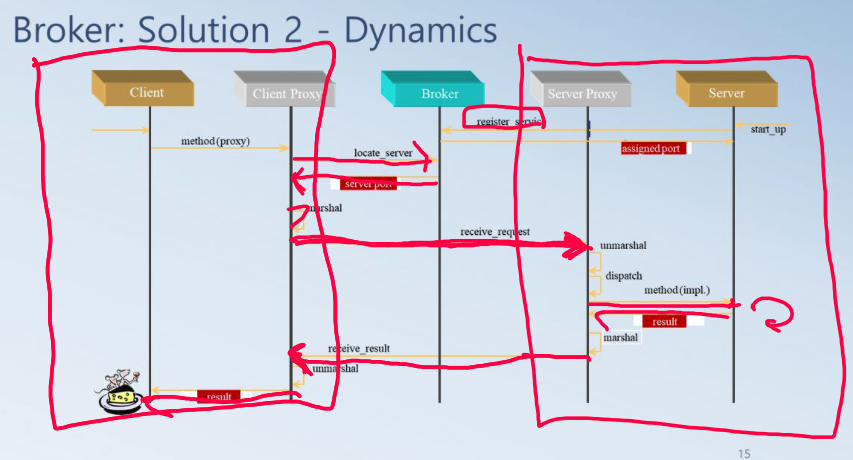 Broker: Solution 2 - Dynamics
Client
Client Proxy
Broker
Server Proxy
Server
register_servic
start_up
method(proxy)
assigned port
locate_server
server port
marshal
receive_request
unmarshal
dispatch
method(impl.)
result
marshal
receive_result
unmarshal
result
15